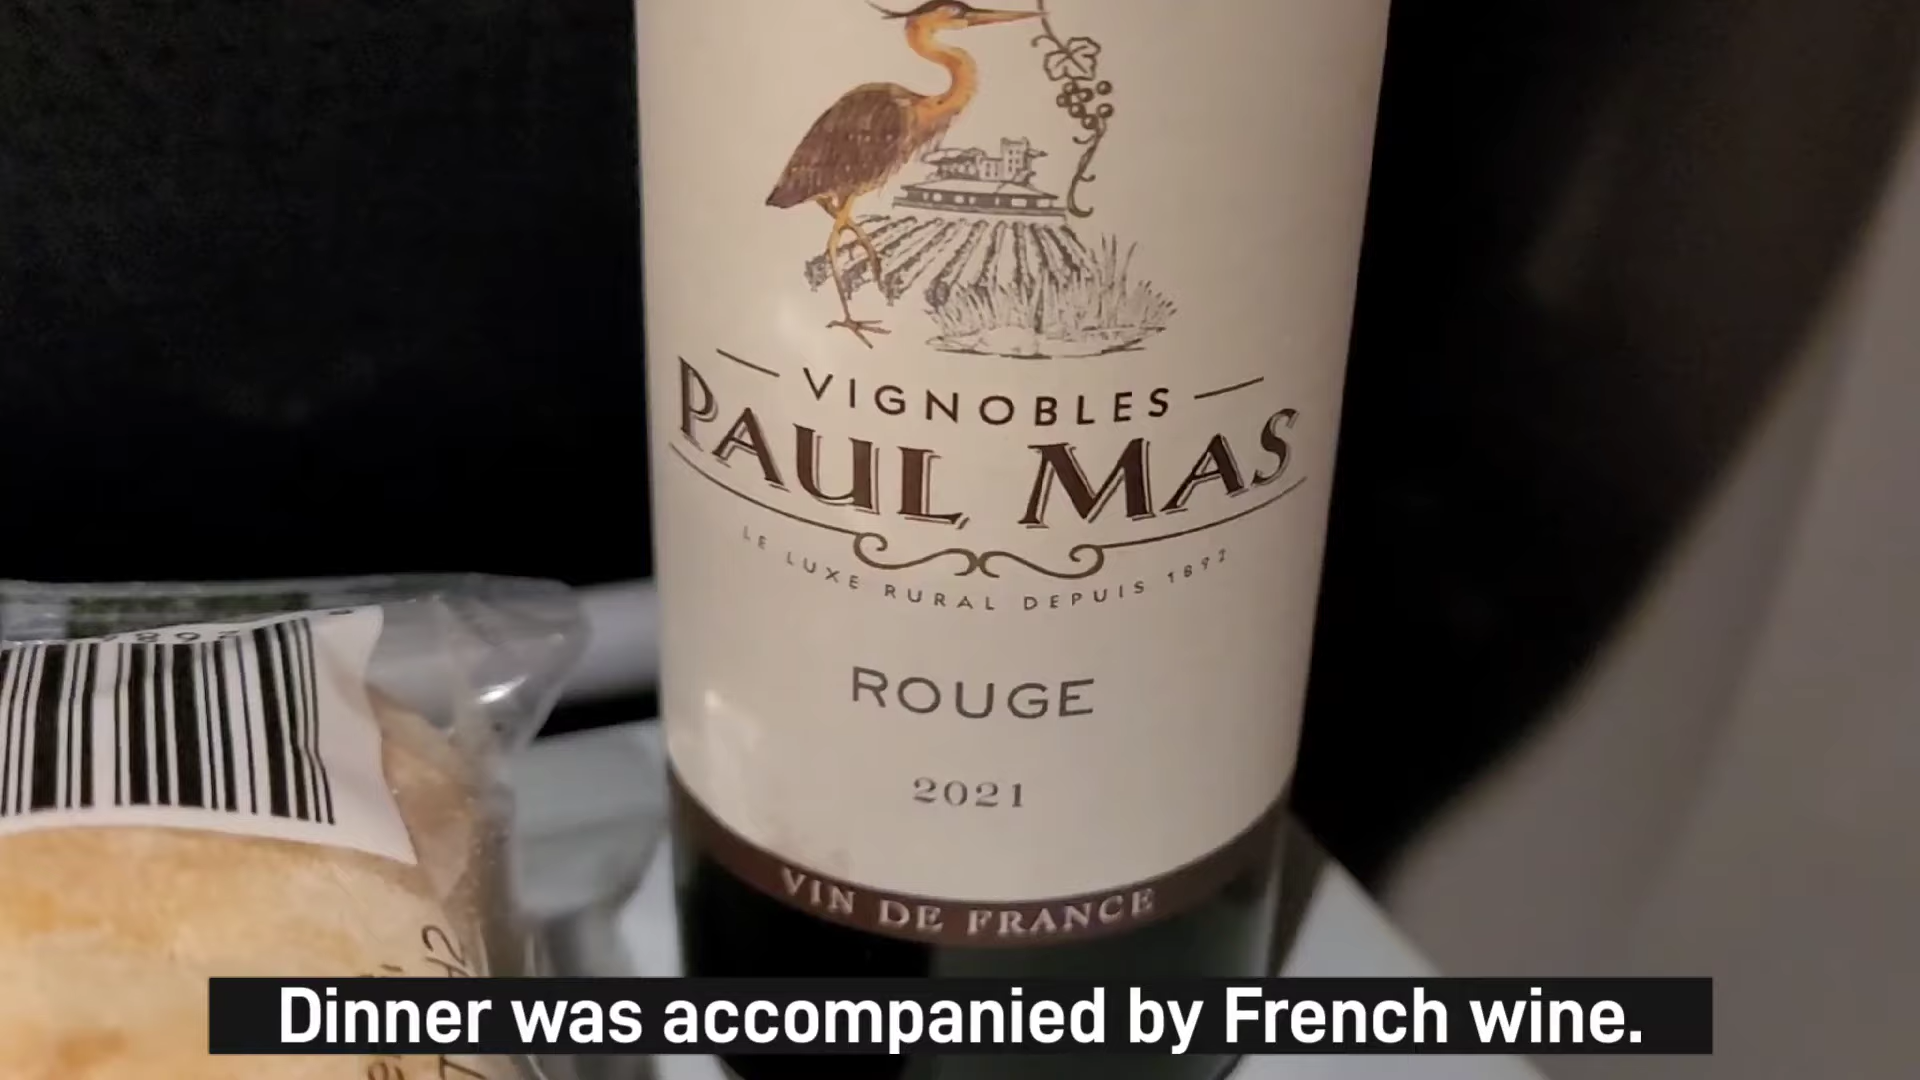 VIGNOBLES
PAUL MAS
LE LUXE RURAL DEPUIS 1892
ROUGE
2021
VIN DE FRANCE
Dinner was accompanied by French wine.